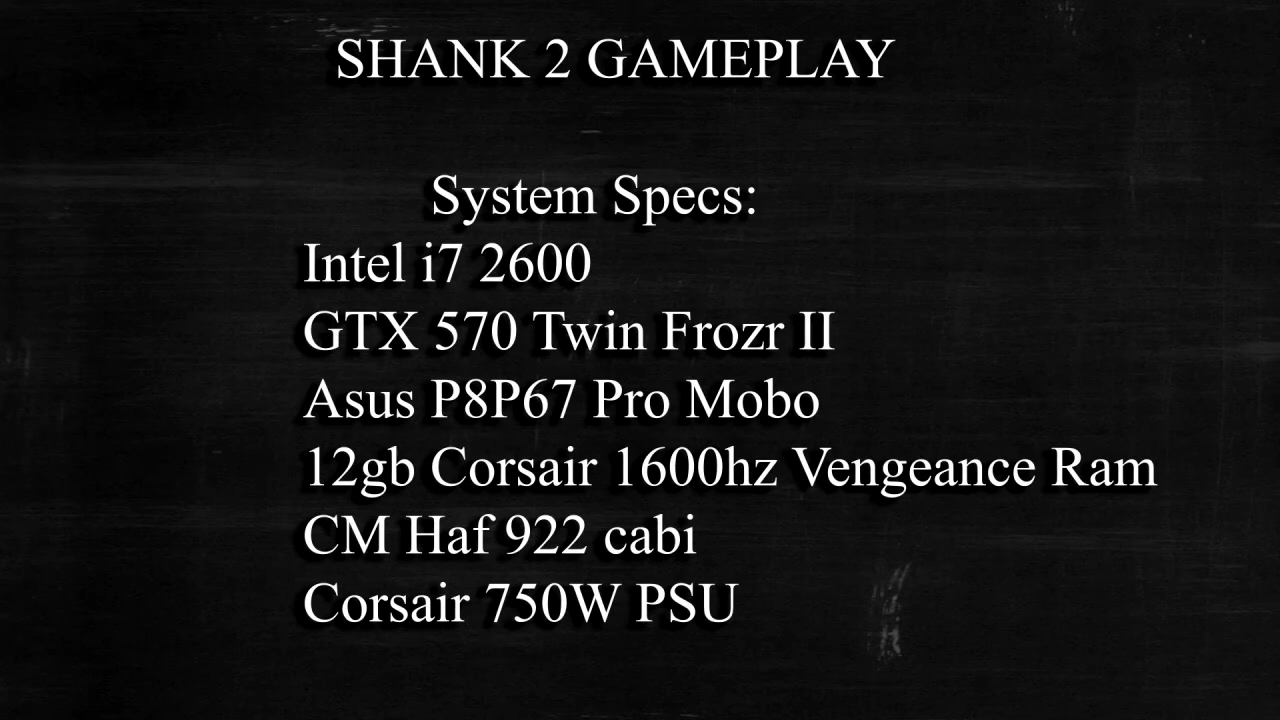 SHANK 2 GAMEPLAY
System Specs:
Intel i7 2600
GTX 570 Twin Frozr II
Asus P8P67 Pro Mobo
12gb Corsair 1600hz Vengeance Ram
CM Haf 922 cabi
Corsair 750W PSU